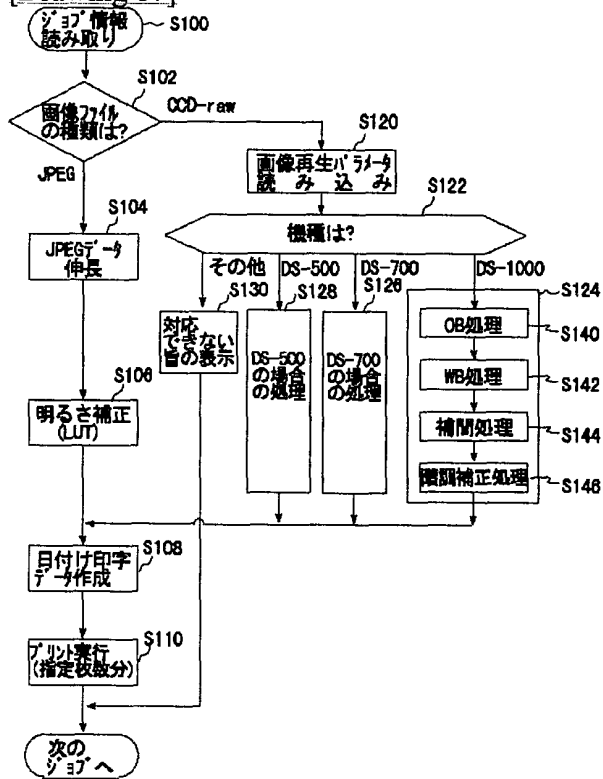 ジョブ情報
読み取り
S100
S102
画像ファイル
の種類は?
CCD-raw
JPEG
S120
画像再生パラメータ
読み込み
S122
機種は?
S104
JPEGデータ
伸長
その他
DS-500
DS-700
DS-1000
S130
S128
S126
S124
対応
できない
旨の表示
DS-500
の場合
の処理
DS-700
の場合
の処理
OB処理
S140
WB処理
S142
補間処理
S144
階調補正処理
S146
S106
明るさ補正
(LUT)
日付け印字
データ作成
S108
プリント実行
(指定枚数分)
S110
次の
ジョブへ